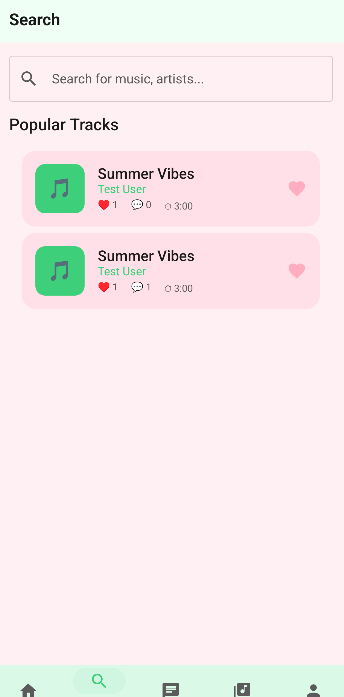 Search
Search for music, artists...
Popular Tracks
Summer Vibes
Test User
❤️ 1 💬 0 ⏱ 3:00
Summer Vibes
Test User
❤️ 1 💬 1 ⏱ 3:00